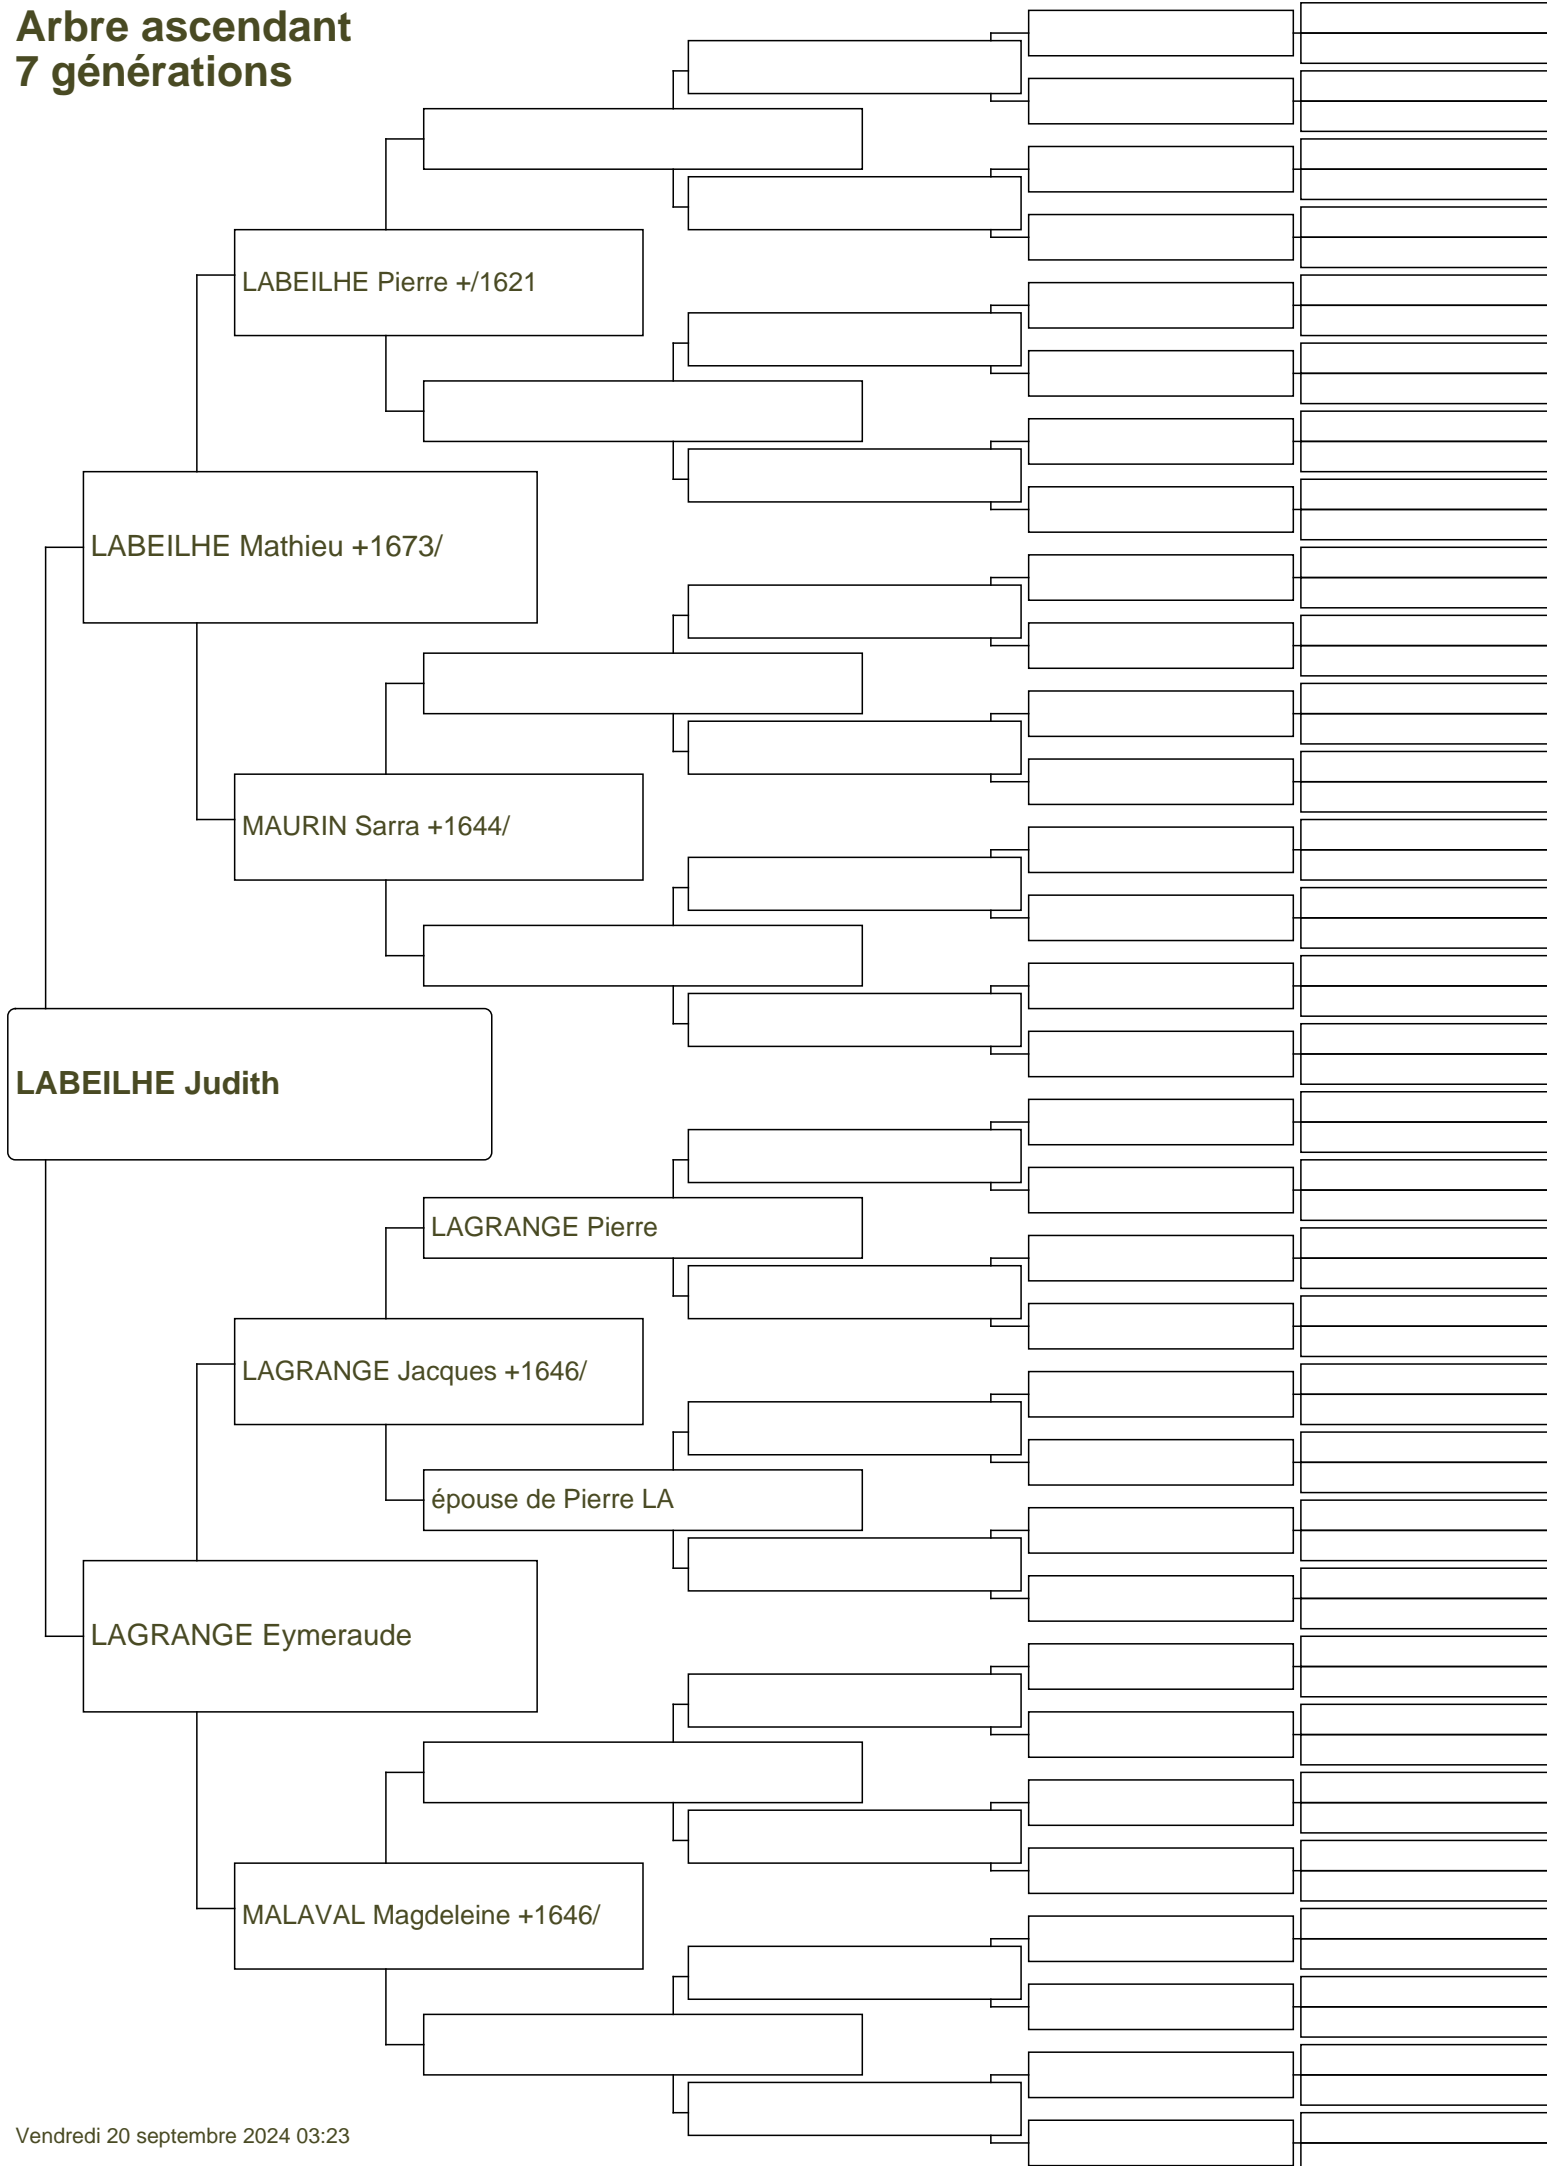 Arbre ascendant
7 générations
LABEILHE Pierre +/1621
LABEILHE Mathieu +1673/
MAURIN Sarra +1644/
LABEILHE Judith
LAGRANGE Pierre
LAGRANGE Jacques +1646/
épouse de Pierre LA
LAGRANGE Eymeraude
MALAVAL Magdeleine +1646/
Vendredi 20 septembre 2024 03:23